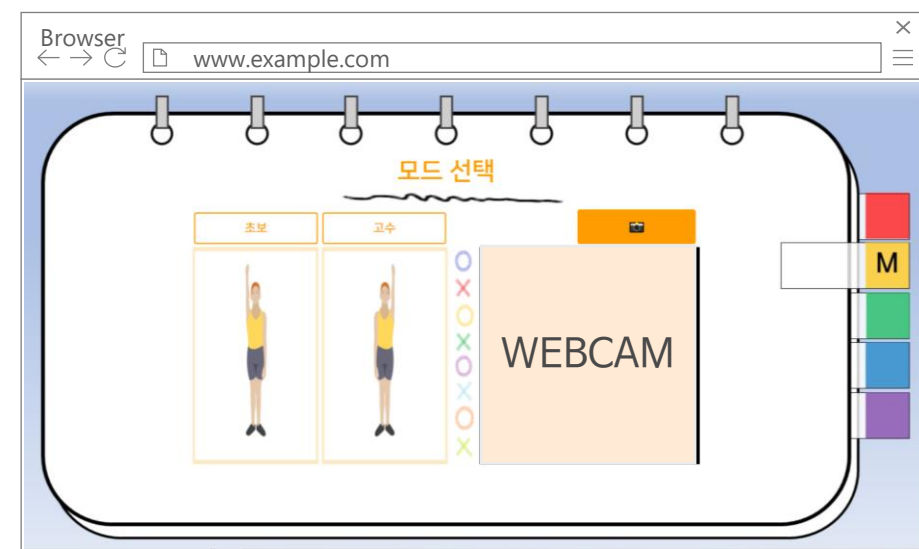 Browser
www.example.com
모드 선택
초보
고수
O
X
O
X
O
X
O
X
WEBCAM
M